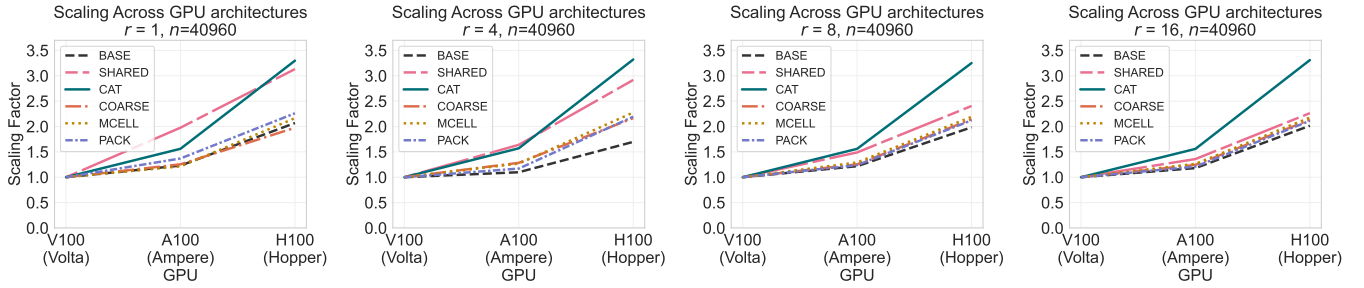 Scaling Across GPU architectures
r = 1, n=40960
Scaling Factor
3.5
3.0
2.5
2.0
1.5
1.0
0.5
0.0
BASE
SHARED
CAT
COARSE
MCELL
PACK
V100
(Volta)
A100
(Ampere)
H100
(Hopper)
GPU
Scaling Across GPU architectures
r = 4, n=40960
Scaling Factor
3.5
3.0
2.5
2.0
1.5
1.0
0.5
0.0
BASE
SHARED
CAT
COARSE
MCELL
PACK
V100
(Volta)
A100
(Ampere)
H100
(Hopper)
GPU
Scaling Across GPU architectures
r = 8, n=40960
Scaling Factor
3.5
3.0
2.5
2.0
1.5
1.0
0.5
0.0
BASE
SHARED
CAT
COARSE
MCELL
PACK
V100
(Volta)
A100
(Ampere)
H100
(Hopper)
GPU
Scaling Across GPU architectures
r = 16, n=40960
Scaling Factor
3.5
3.0
2.5
2.0
1.5
1.0
0.5
0.0
BASE
SHARED
CAT
COARSE
MCELL
PACK
V100
(Volta)
A100
(Ampere)
H100
(Hopper)
GPU